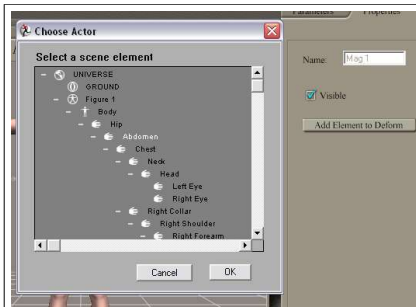 Choose Actor
Parameters
Properties
Select a scene element
UNIVERSE
GROUND
Figure 1
Body
Hip
Abdomen
Chest
Neck
Head
Left Eye
Right Eye
Right Collar
Right Shoulder
Right Forearm
Cancel
OK
Name:
Mag 1
Visible
Add Element to Deform